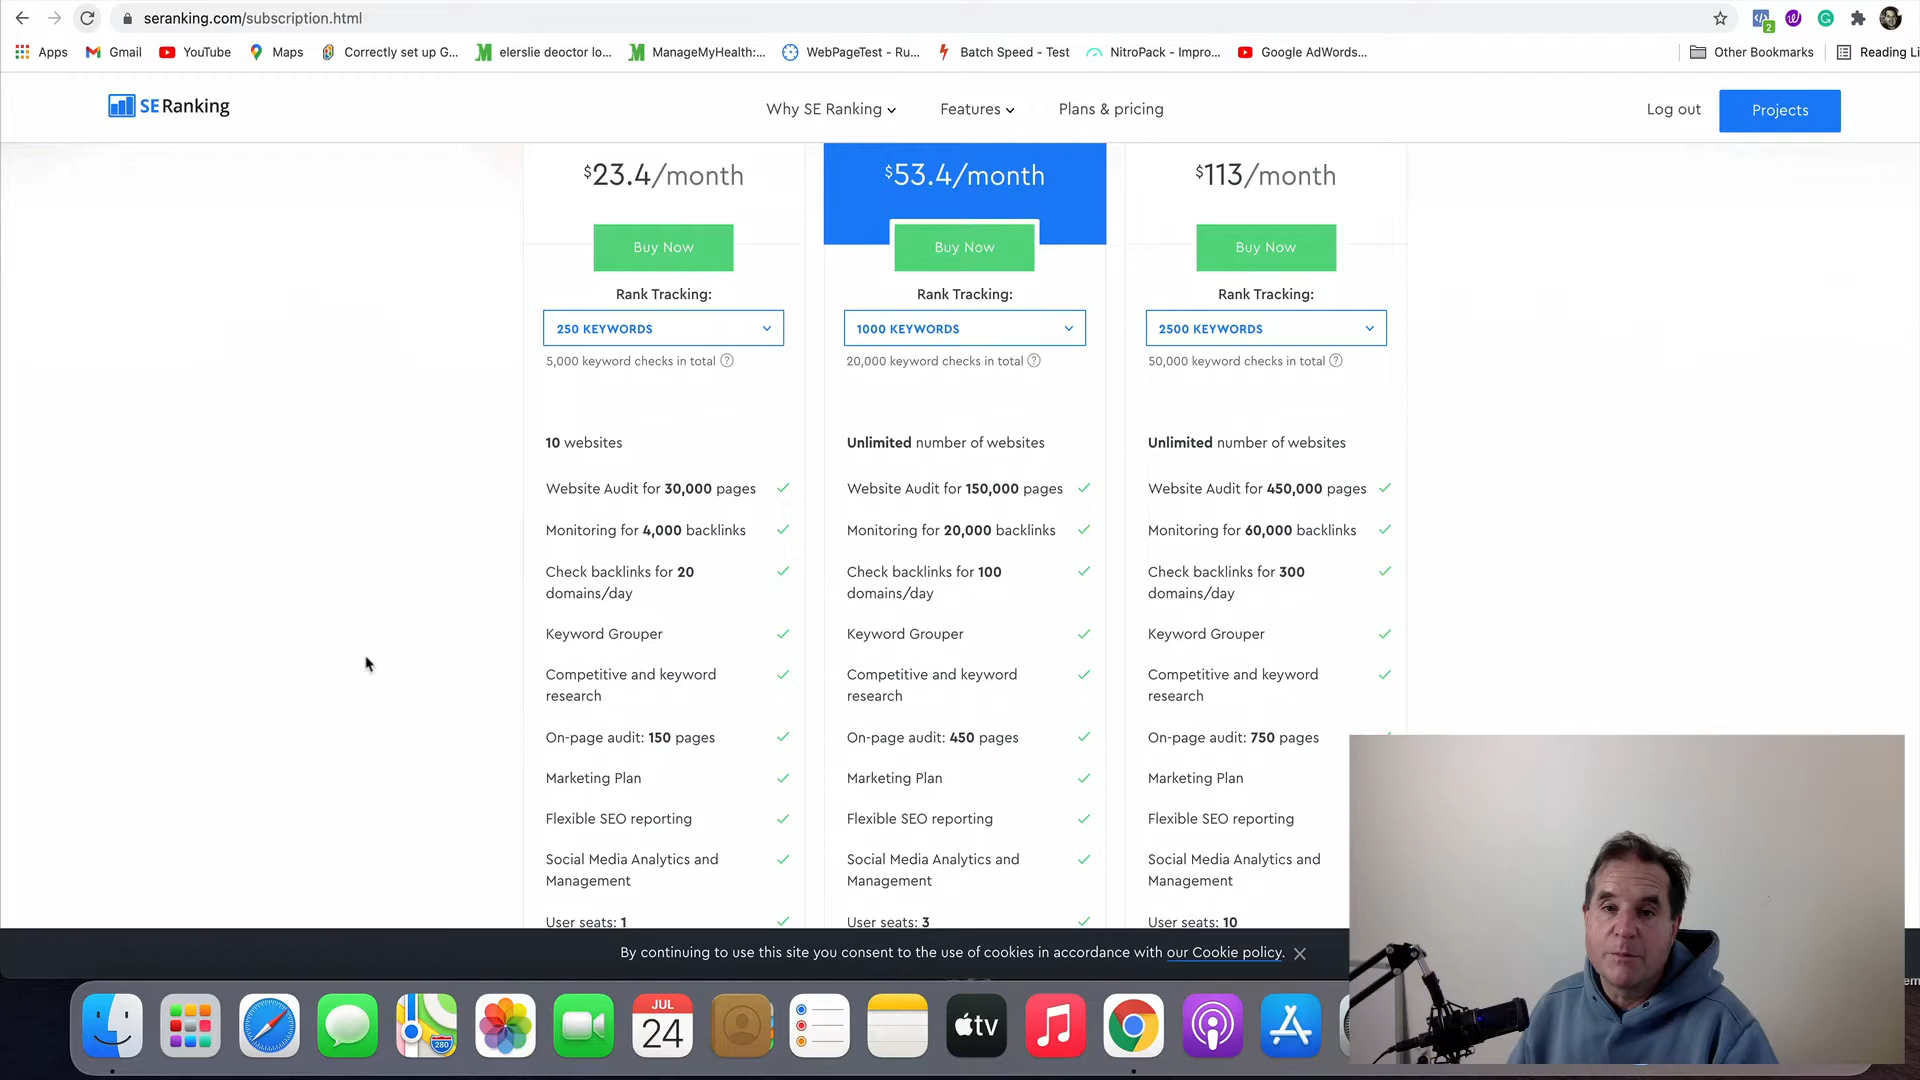 seranking.com/subscription.html
2
Apps
Gmail
YouTube
Maps
Correctly set up G...
elerslie deoctor lo...
ManageMyHealth:...
WebPageTest - Ru...
Batch Speed - Test
NitroPack - Impro...
Google AdWords...
Other Bookmarks
Reading Li
SE Ranking
Why SE Ranking
Features
Plans & pricing
Log out
Projects
$23.4/month
$53.4/month
$113/month
Buy Now
Buy Now
Buy Now
Rank Tracking:
Rank Tracking:
Rank Tracking:
250 KEYWORDS
1000 KEYWORDS
2500 KEYWORDS
5,000 keyword checks in total ?
20,000 keyword checks in total ?
50,000 keyword checks in total ?
10 websites
Unlimited number of websites
Unlimited number of websites
Website Audit for 30,000 pages
Website Audit for 150,000 pages
Website Audit for 450,000 pages
Monitoring for 4,000 backlinks
Monitoring for 20,000 backlinks
Monitoring for 60,000 backlinks
Check backlinks for 20
domains/day
Check backlinks for 100
domains/day
Check backlinks for 300
domains/day
Keyword Grouper
Keyword Grouper
Keyword Grouper
Competitive and keyword
research
Competitive and keyword
research
Competitive and keyword
research
On-page audit: 150 pages
On-page audit: 450 pages
On-page audit: 750 pages
Marketing Plan
Marketing Plan
Marketing Plan
Flexible SEO reporting
Flexible SEO reporting
Flexible SEO reporting
Social Media Analytics and
Management
Social Media Analytics and
Management
Social Media Analytics and
Management
User seats: 1
User seats: 3
User seats: 10
By continuing to use this site you consent to the use of cookies in accordance with our Cookie policy.
280
JUL
24
tv